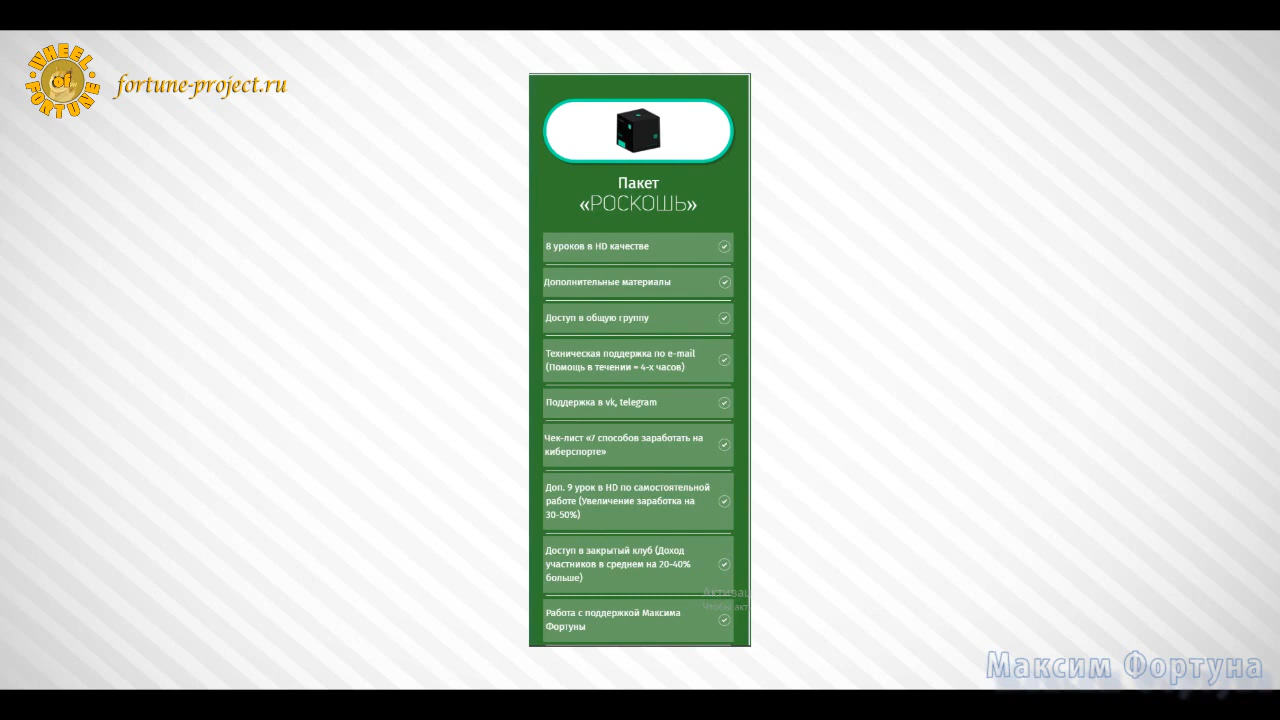 WHEEL
of
FORTUNE
fortune-project.ru
Пакет
«РОСКОШЬ»
8 уроков в HD качестве
Дополнительные материалы
Доступ в общую группу
Техническая поддержка по e-mail
(Помощь в течении ≈ 4-х часов)
Поддержка в vk, telegram
Чек-лист «7 способов заработать на
киберспорте»
Доп. 9 урок в HD по самостоятельной
работе (Увеличение заработка на
30-50%)
Доступ в закрытый клуб (Доход
участников в среднем на 20-40%
больше)
Работа с поддержкой Максима
Фортуны
Максим Фортуна